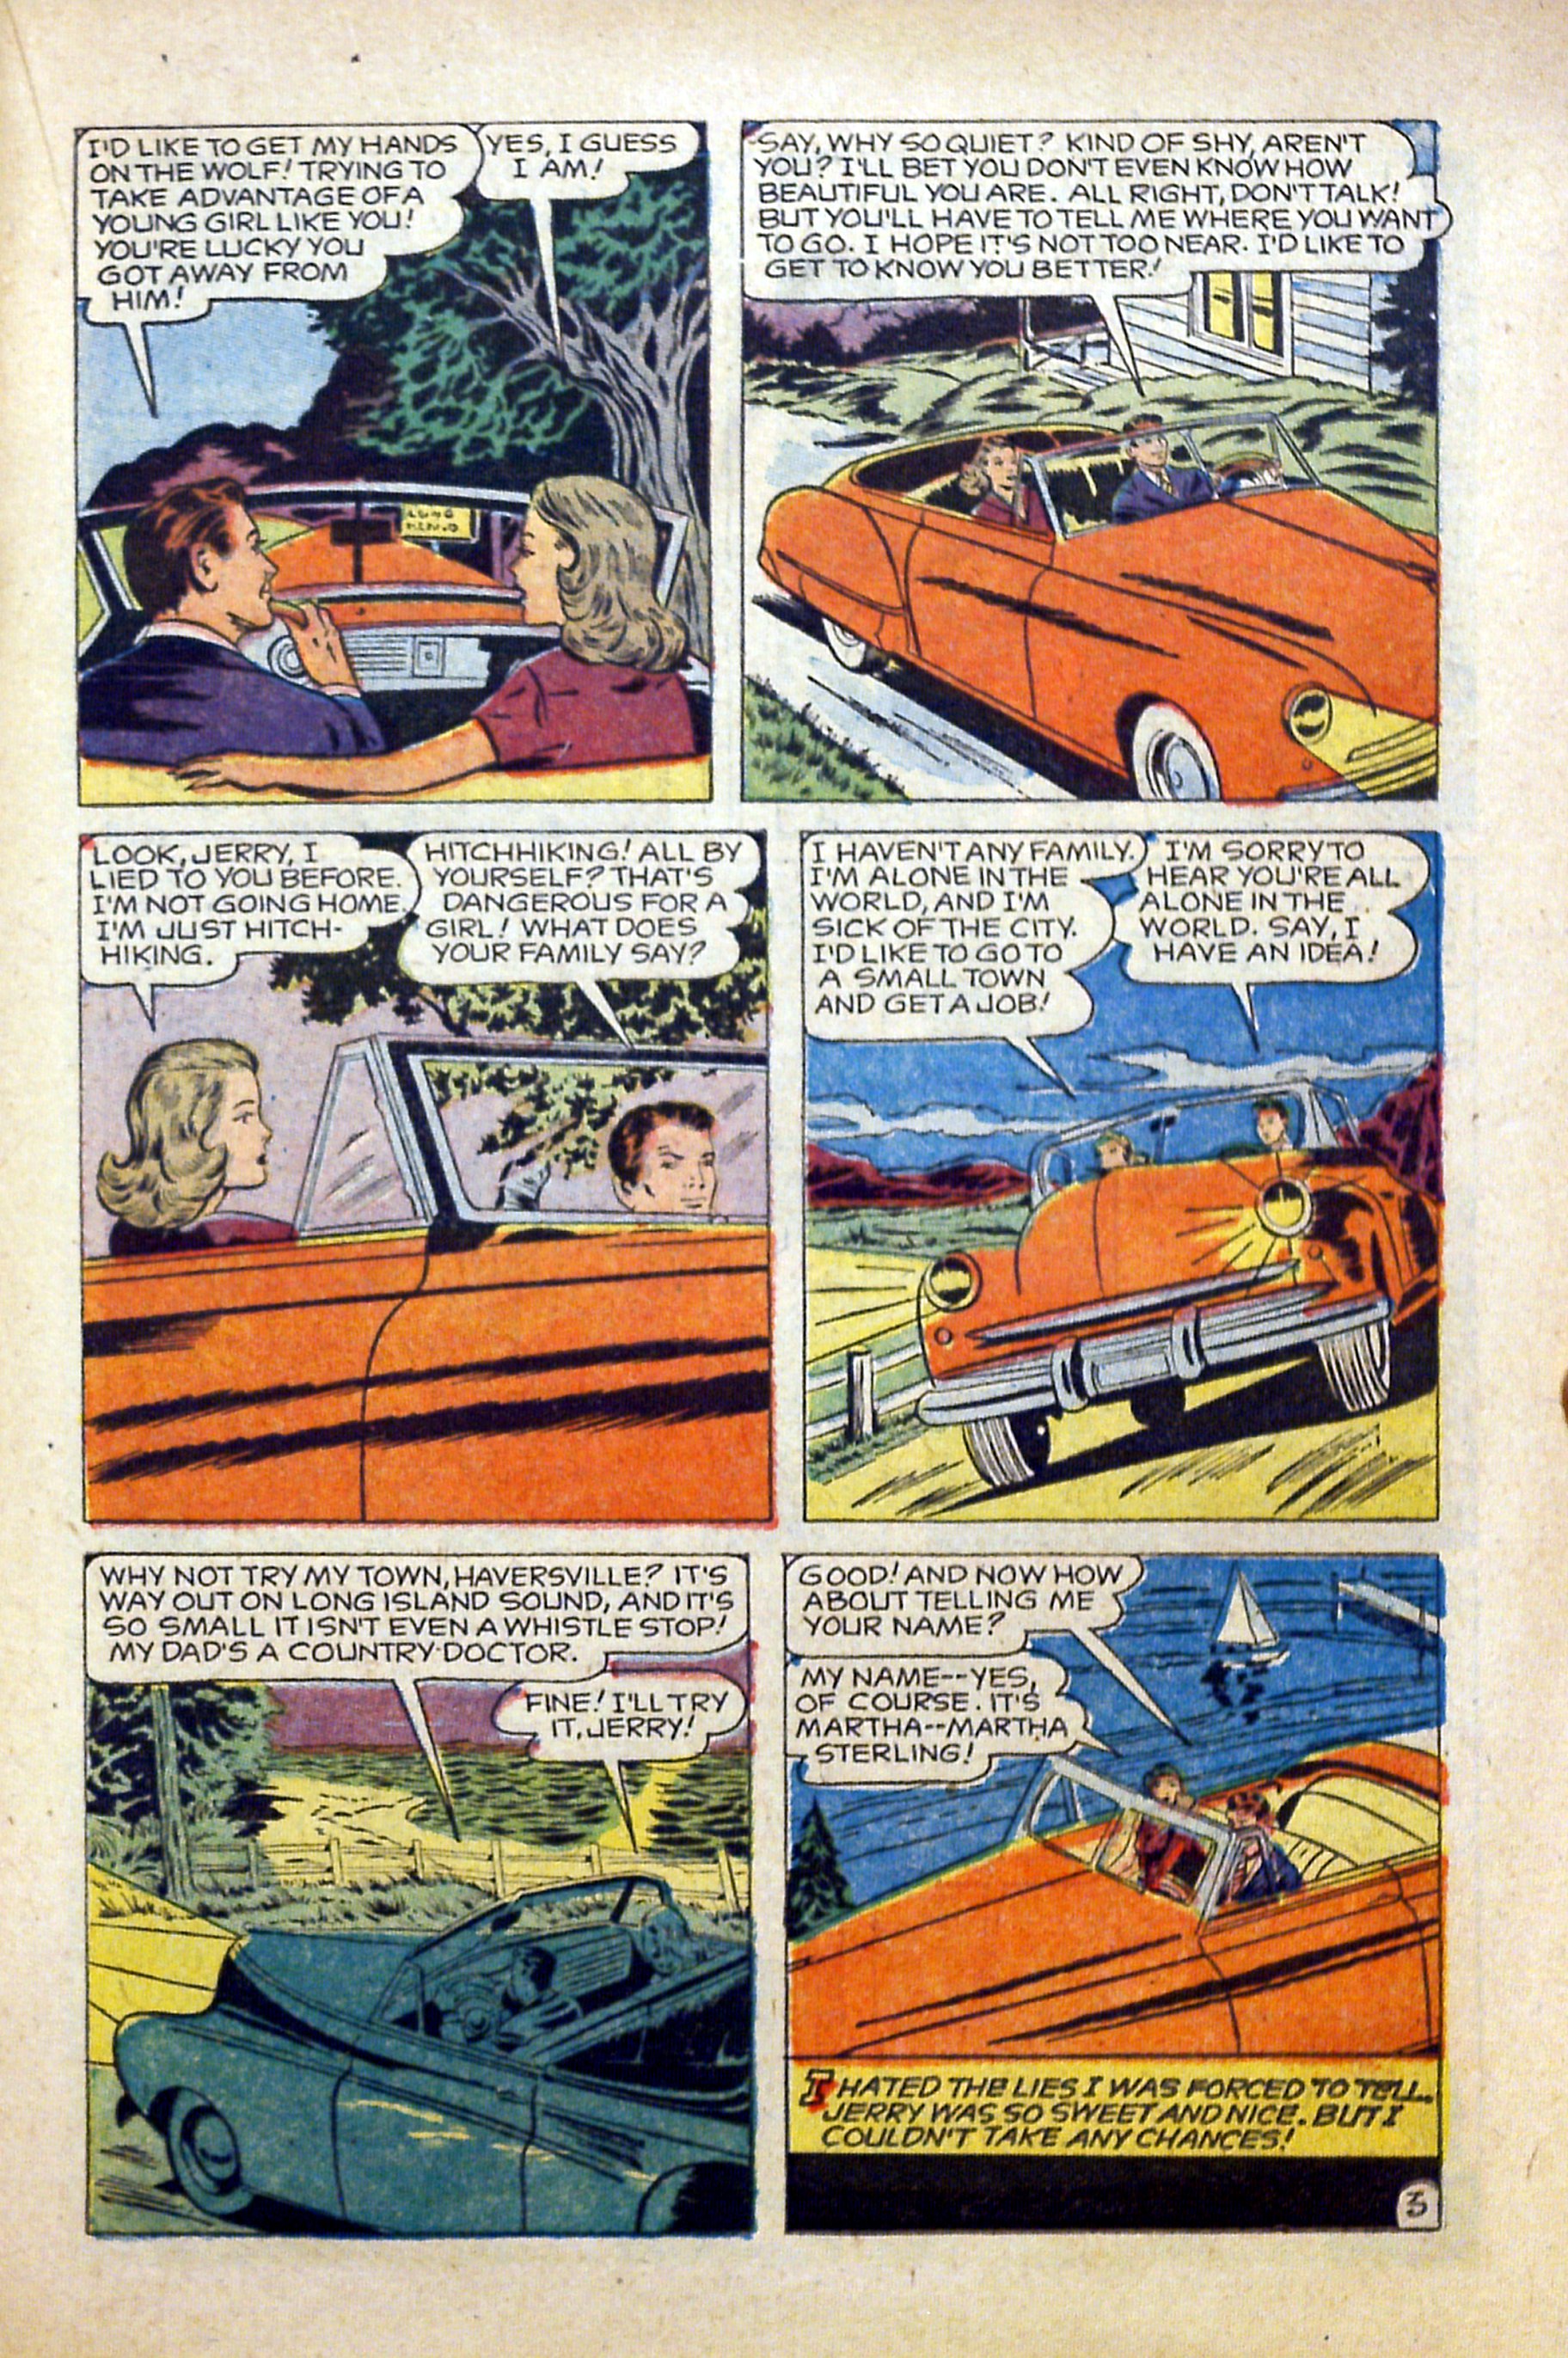 I'D LIKE TO GET MY HANDS
ON THE WOLF! TRYING TO
TAKE ADVANTAGE OF A
YOUNG GIRL LIKE YOU!
YOU'RE LUCKY YOU
GOT AWAY FROM
HIM!
YES, I GUESS
I AM!
SAY, WHY SO QUIET? KIND OF SHY, AREN'T
YOU? I'LL BET YOU DON'T EVEN KNOW HOW
BEAUTIFUL YOU ARE. ALL RIGHT, DON'T TALK!
BUT YOU'LL HAVE TO TELL ME WHERE YOU WANT
TO GO. I HOPE IT'S NOT TOO NEAR. I'D LIKE TO
GET TO KNOW YOU BETTER!
LOOK, JERRY, I
LIED TO YOU BEFORE.
I'M NOT GOING HOME.
I'M JUST HITCH-
HIKING.
HITCHHIKING! ALL BY
YOURSELF? THAT'S
DANGEROUS FOR A
GIRL! WHAT DOES
YOUR FAMILY SAY?
I HAVEN'T ANY FAMILY.
I'M ALONE IN THE
WORLD, AND I'M
SICK OF THE CITY.
I'D LIKE TO GO TO
A SMALL TOWN
AND GET A JOB!
I'M SORRY TO
HEAR YOU'RE ALL
ALONE IN THE
WORLD. SAY, I
HAVE AN IDEA!
WHY NOT TRY MY TOWN, HAVERSVILLE? IT'S
WAY OUT ON LONG ISLAND SOUND, AND IT'S
SO SMALL IT ISN'T EVEN A WHISTLE STOP!
MY DAD'S A COUNTRY-DOCTOR.
FINE! I'LL TRY
IT, JERRY!
GOOD! AND NOW HOW
ABOUT TELLING ME
YOUR NAME?
MY NAME--YES,
OF COURSE. IT'S
MARTHA--MARTHA
STERLING!
I HATED THE LIES I WAS FORCED TO TELL.
JERRY WAS SO SWEET AND NICE. BUT I
COULDN'T TAKE ANY CHANCES!
3